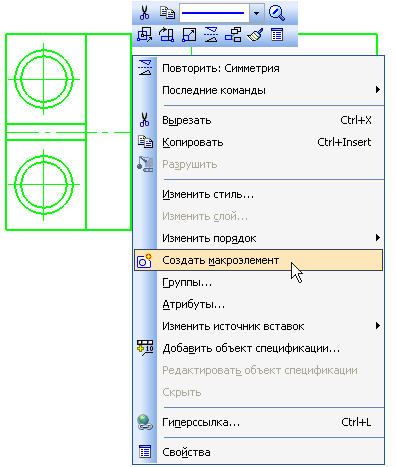 Повторить: Симметрия
Последние команды
Вырезать Ctrl+X
Копировать Ctrl+Insert
Разрушить
Изменить стиль...
Изменить слой...
Изменить порядок
Создать макроэлемент
Группы...
Атрибуты...
Изменить источник вставок
Добавить объект спецификации...
Редактировать объект спецификации
Скрыть
Гиперссылка... Ctrl+L
Свойства